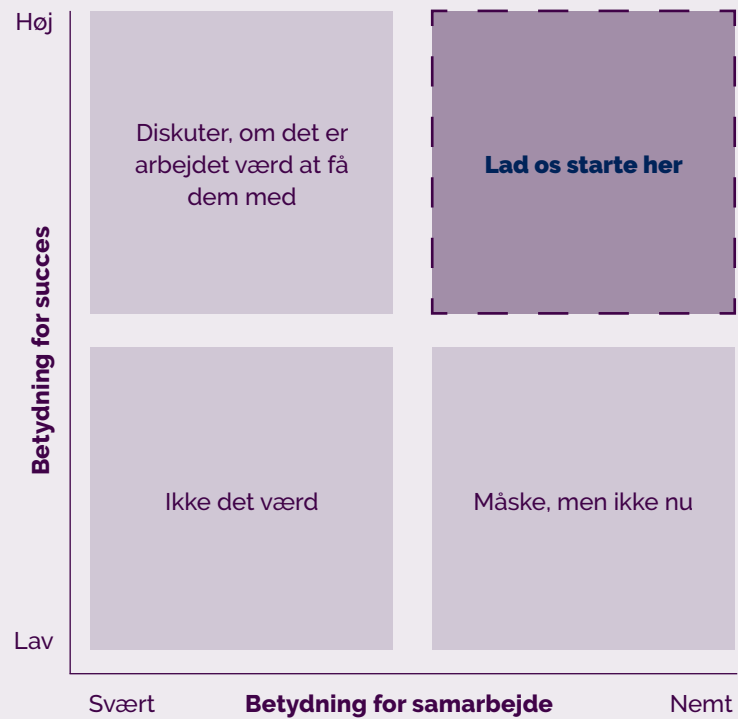 Høj
Diskuter, om det er
arbejdet værd at få
dem med
Lad os starte her
Betydning for succes
Ikke det værd
Måske, men ikke nu
Lav
Svært
Betydning for samarbejde
Nemt